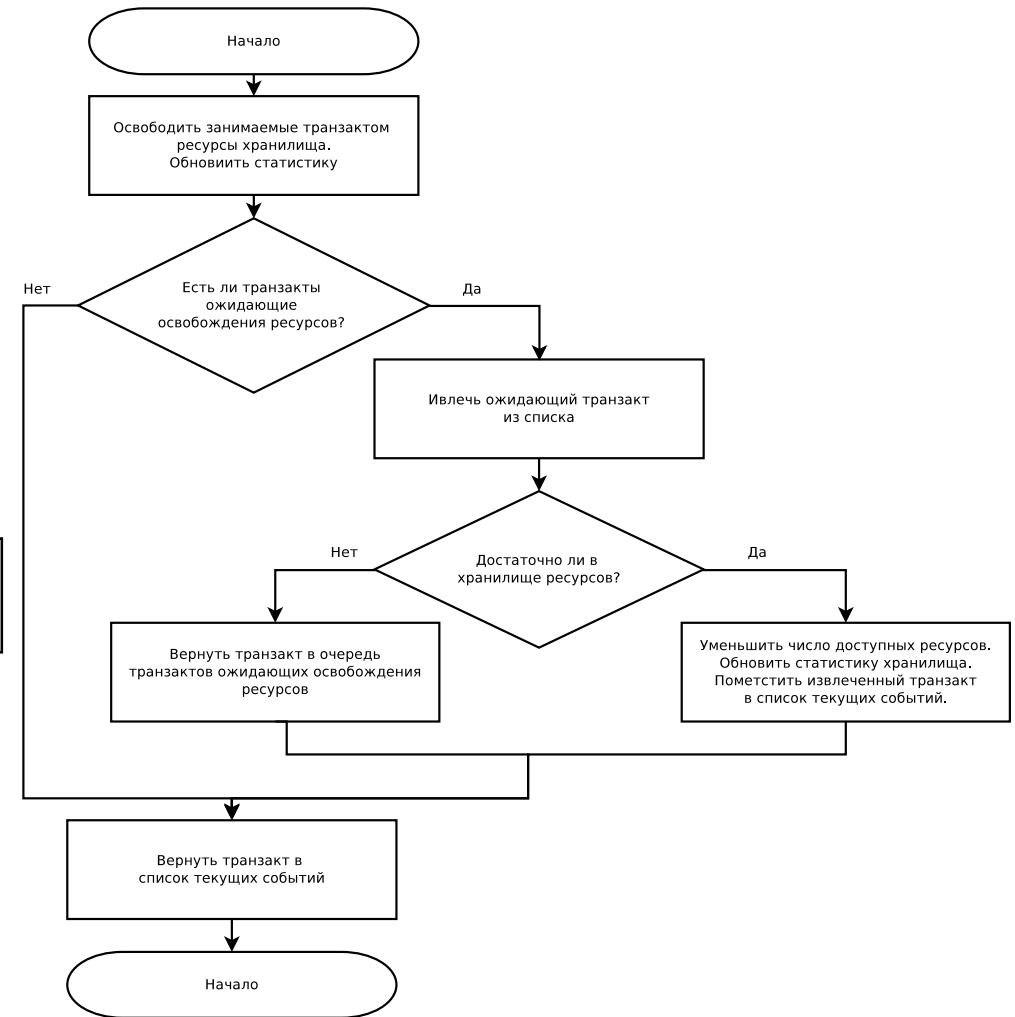 Начало
Освободить занимаемые транзактом
ресурсы хранилища.
Обновиить статистику
Есть ли транзакты
ожидающие
освобождения ресурсов?
Нет
Да
Ивлечь ожидающий транзакт
из списка
Достаточно ли в
хранилище ресурсов?
Нет
Да
Вернуть транзакт в очередь
транзактов ожидающих освобождения
ресурсов
Уменьшить число доступных ресурсов.
Обновить статистику хранилища.
Пометстить извлеченный транзакт
в список текущих событий.
Вернуть транзакт в
список текущих событий
Начало